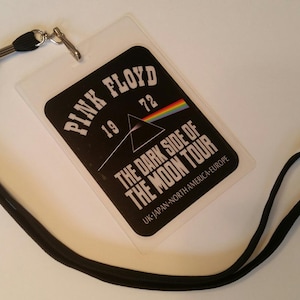 PINK FLOYD
19 72
THE DARK SIDE OF
THE MOON TOUR
UK·JAPAN·NORTH AMERICA·EUROPE